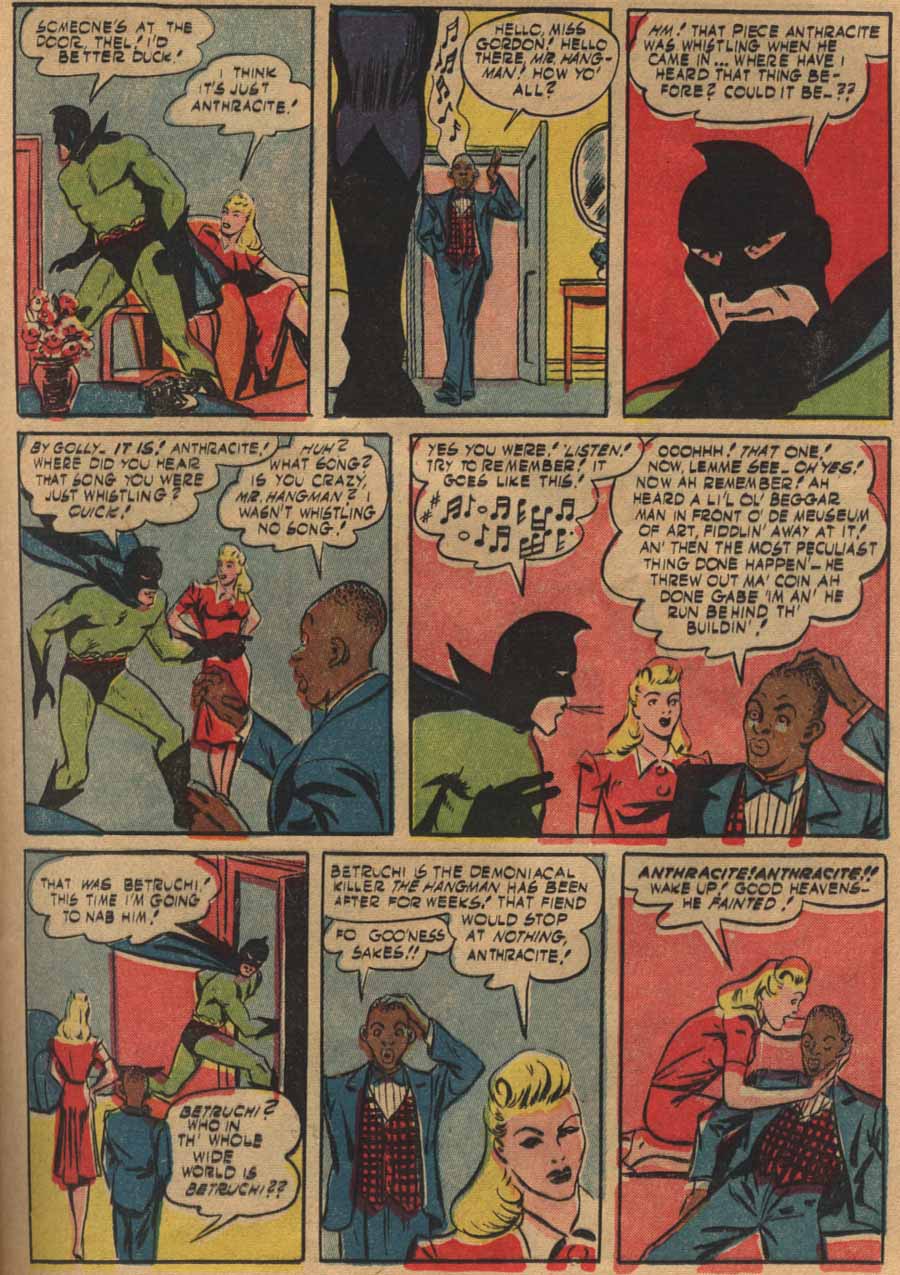 SOMEONE'S AT THE
DOOR, THEL! I'D
BETTER DUCK!
I THINK
IT'S JUST
ANTHRACITE!
HELLO, MISS
GORDON! HELLO
THERE, MR. HANG-
MAN! HOW YO'
ALL?
HM! THAT PIECE ANTHRACITE
WAS WHISTLING WHEN HE
CAME IN... WHERE HAVE I
HEARD THAT THING BE-
FORE? COULD IT BE--??
BY GOLLY-- IT IS! ANTHRACITE!
WHERE DID YOU HEAR
THAT SONG YOU WERE
JUST WHISTLING?
QUICK!
HUH?
WHAT SONG?
IS YOU CRAZY,
MR. HANGMAN? I
WASN'T WHISTLING
NO SONG!
YES YOU WERE! LISTEN!
TRY TO REMEMBER! IT
GOES LIKE THIS!
OOOHHH! THAT ONE!
NOW, LEMME SEE-- OH YES!
NOW AH REMEMBER! AH
HEARD A LI'L OL' BEGGAR
MAN IN FRONT O' DE MEUSEUM
OF ART, FIDDLIN' AWAY AT IT!
AN' THEN THE MOST PECULIAST
THING DONE HAPPEN'-- HE
THREW OUT MA' COIN AH
DONE GABE 'IM AN' HE
RUN BEHIND TH'
BUILDIN'!
THAT WAS BETRUCHI!
THIS TIME I'M GOING
TO NAB HIM!
BETRUCHI?
WHO IN
TH' WHOLE
WIDE
WORLD IS
BETRUCHI??
BETRUCHI IS THE DEMONIACAL
KILLER THE HANGMAN HAS BEEN
AFTER FOR WEEKS! THAT FIEND
WOULD STOP
AT NOTHING,
ANTHRACITE!
FO GOO'NESS
SAKES!!
ANTHRACITE! ANTHRACITE!!
WAKE UP! GOOD HEAVENS--
HE FAINTED!